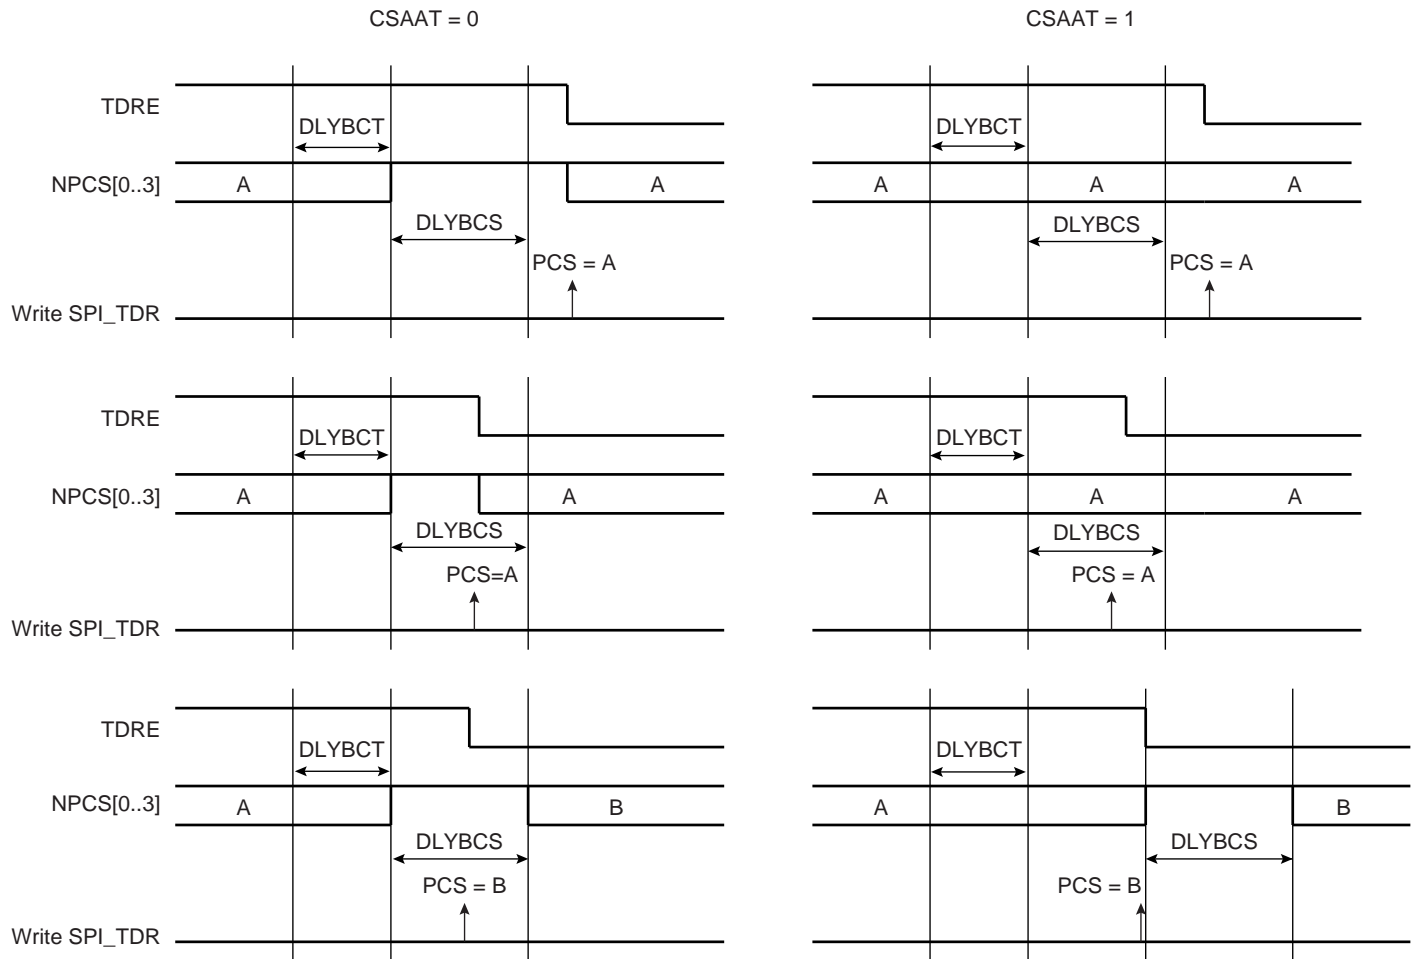 CSAAT = 0
CSAAT = 1
TDRE
DLYBCT
DLYBCT
NPCS[0..3]
A
A
A
A
A
DLYBCS
DLYBCS
PCS = A
PCS = A
Write SPI_TDR
TDRE
DLYBCT
DLYBCT
NPCS[0..3]
A
A
A
A
A
DLYBCS
DLYBCS
PCS=A
PCS = A
Write SPI_TDR
TDRE
DLYBCT
DLYBCT
NPCS[0..3]
A
B
A
B
DLYBCS
DLYBCS
PCS = B
PCS = B
Write SPI_TDR